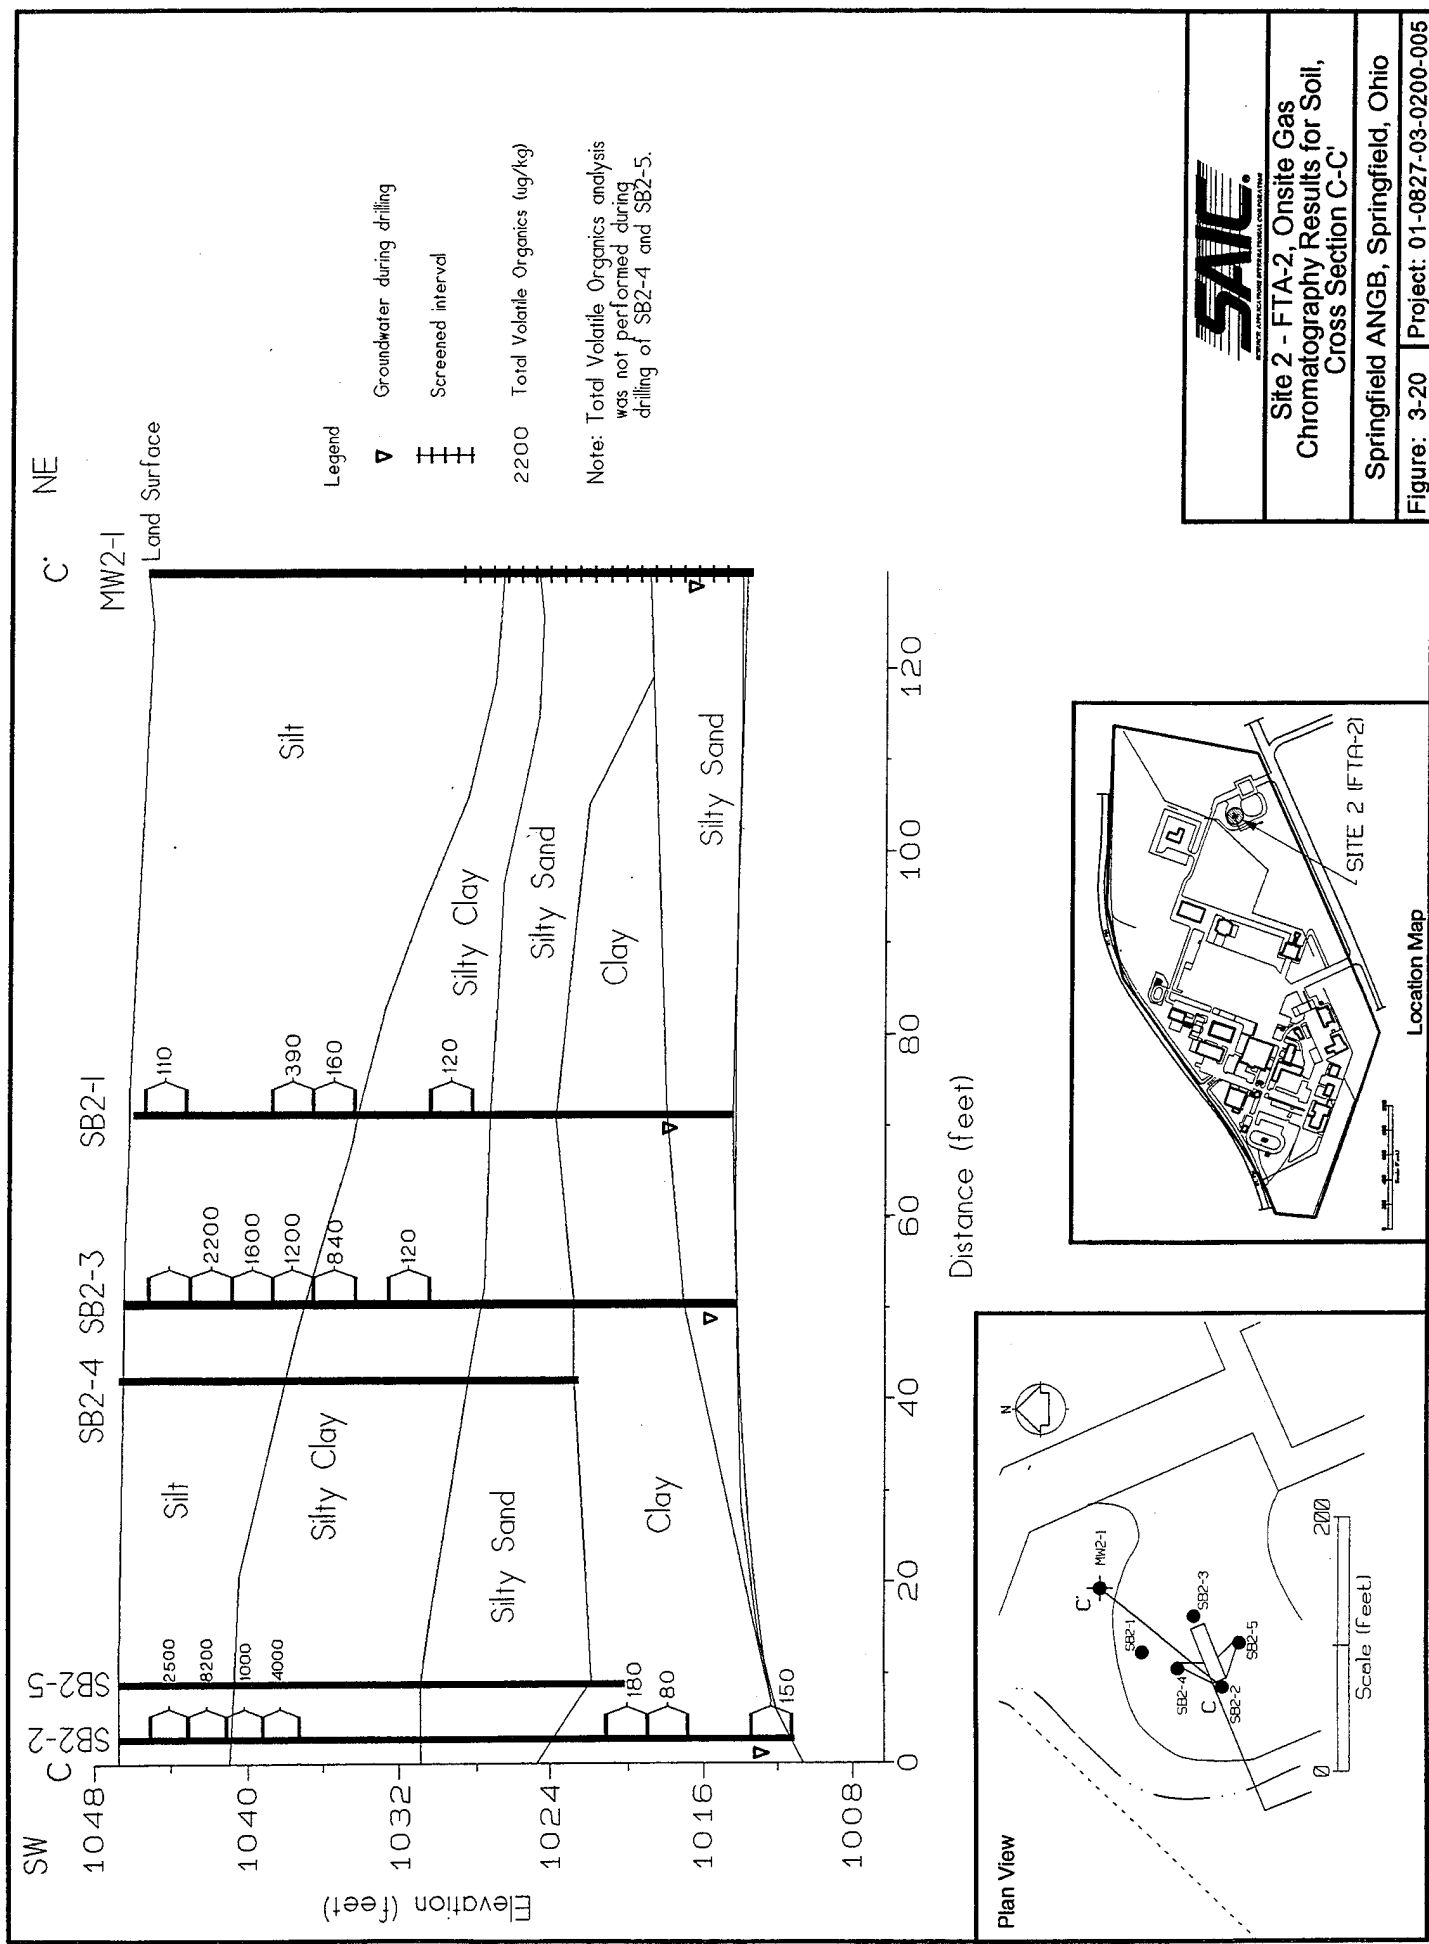 SW
NE
C
C'
SB2-2
SB2-5
SB2-4
SB2-3
SB2-1
MW2-1
Land Surface
1048
1040
1032
1024
1016
1008
Elevation (feet)
2500
8200
1000
4000
180
80
150
2200
1600
1200
840
120
110
390
160
120
Silt
Silty Clay
Silty Sand
Clay
Silt
Silty Clay
Silty Sand
Clay
Silty Sand
0
20
40
60
80
100
120
Distance (feet)
Legend
Groundwater during drilling
Screened interval
2200 Total Volatile Organics (ug/kg)
Note: Total Volatile Organics analysis
was not performed during
drilling of SB2-4 and SB2-5.
Plan View
N
C'
MW2-1
SB2-1
SB2-3
SB2-4
SB2-5
C
SB2-2
0
200
Scale (feet)
SITE 2 (FTA-2)
Location Map
SAIC
SCIENCE APPLICATIONS INTERNATIONAL CORPORATION
Site 2 - FTA-2, Onsite Gas
Chromatography Results for Soil,
Cross Section C-C'
Springfield ANGB, Springfield, Ohio
Figure: 3-20
Project: 01-0827-03-0200-005